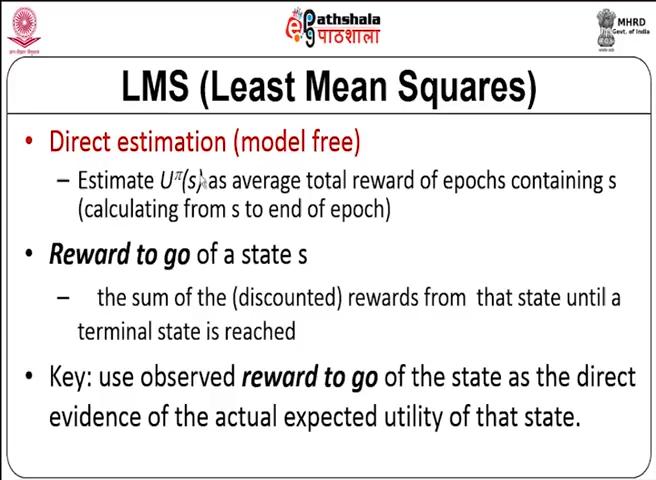 ePathshala
पाठशाला
MHRD
Govt. of India
LMS (Least Mean Squares)
• Direct estimation (model free)
– Estimate Uπ(s) as average total reward of epochs containing s
(calculating from s to end of epoch)
• Reward to go of a state s
– the sum of the (discounted) rewards from that state until a
terminal state is reached
• Key: use observed reward to go of the state as the direct
evidence of the actual expected utility of that state.